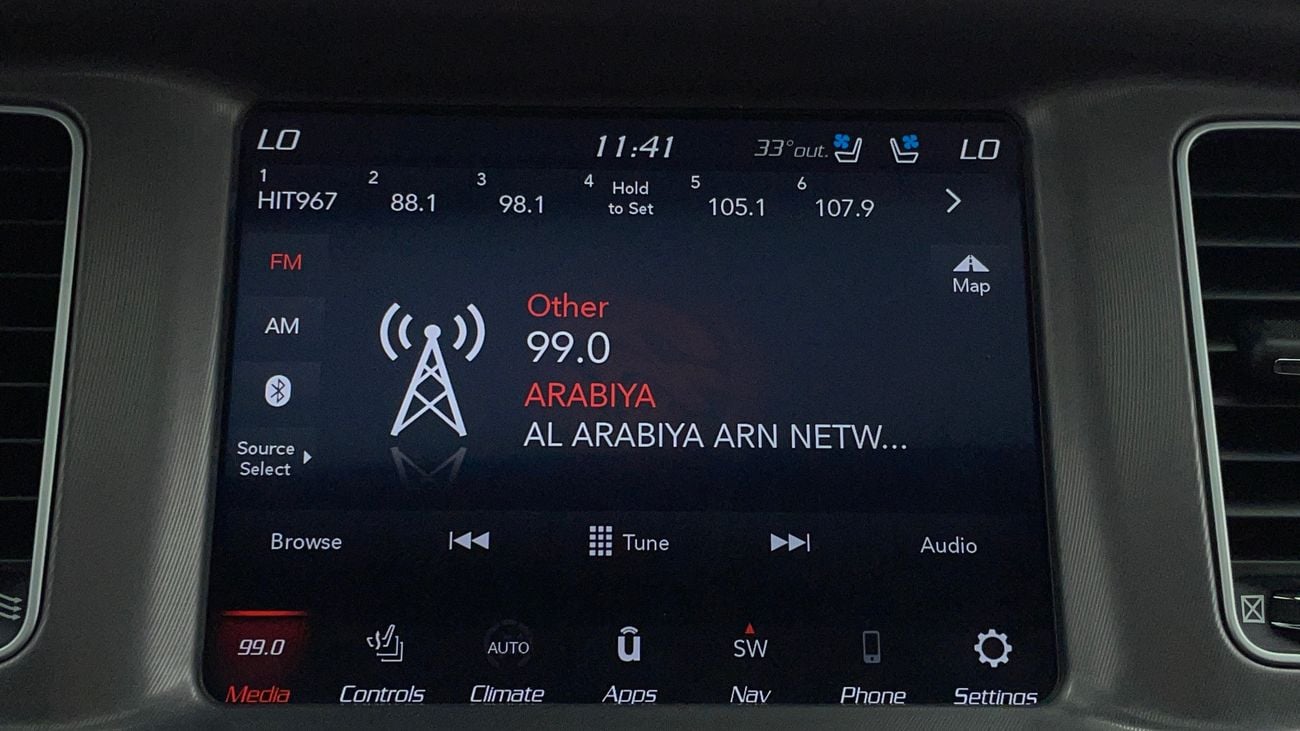 LO 11:41 33°out. LO
1 2 3 4 5 6
HIT967 88.1 98.1 Hold to Set 105.1 107.9
FM
Map
AM
Other
99.0
ARABIYA
AL ARABIYA ARN NETW...
Source
Select
Browse Tune Audio
99.0 AUTO u SW
Media Controls Climate Apps Nav Phone Settings